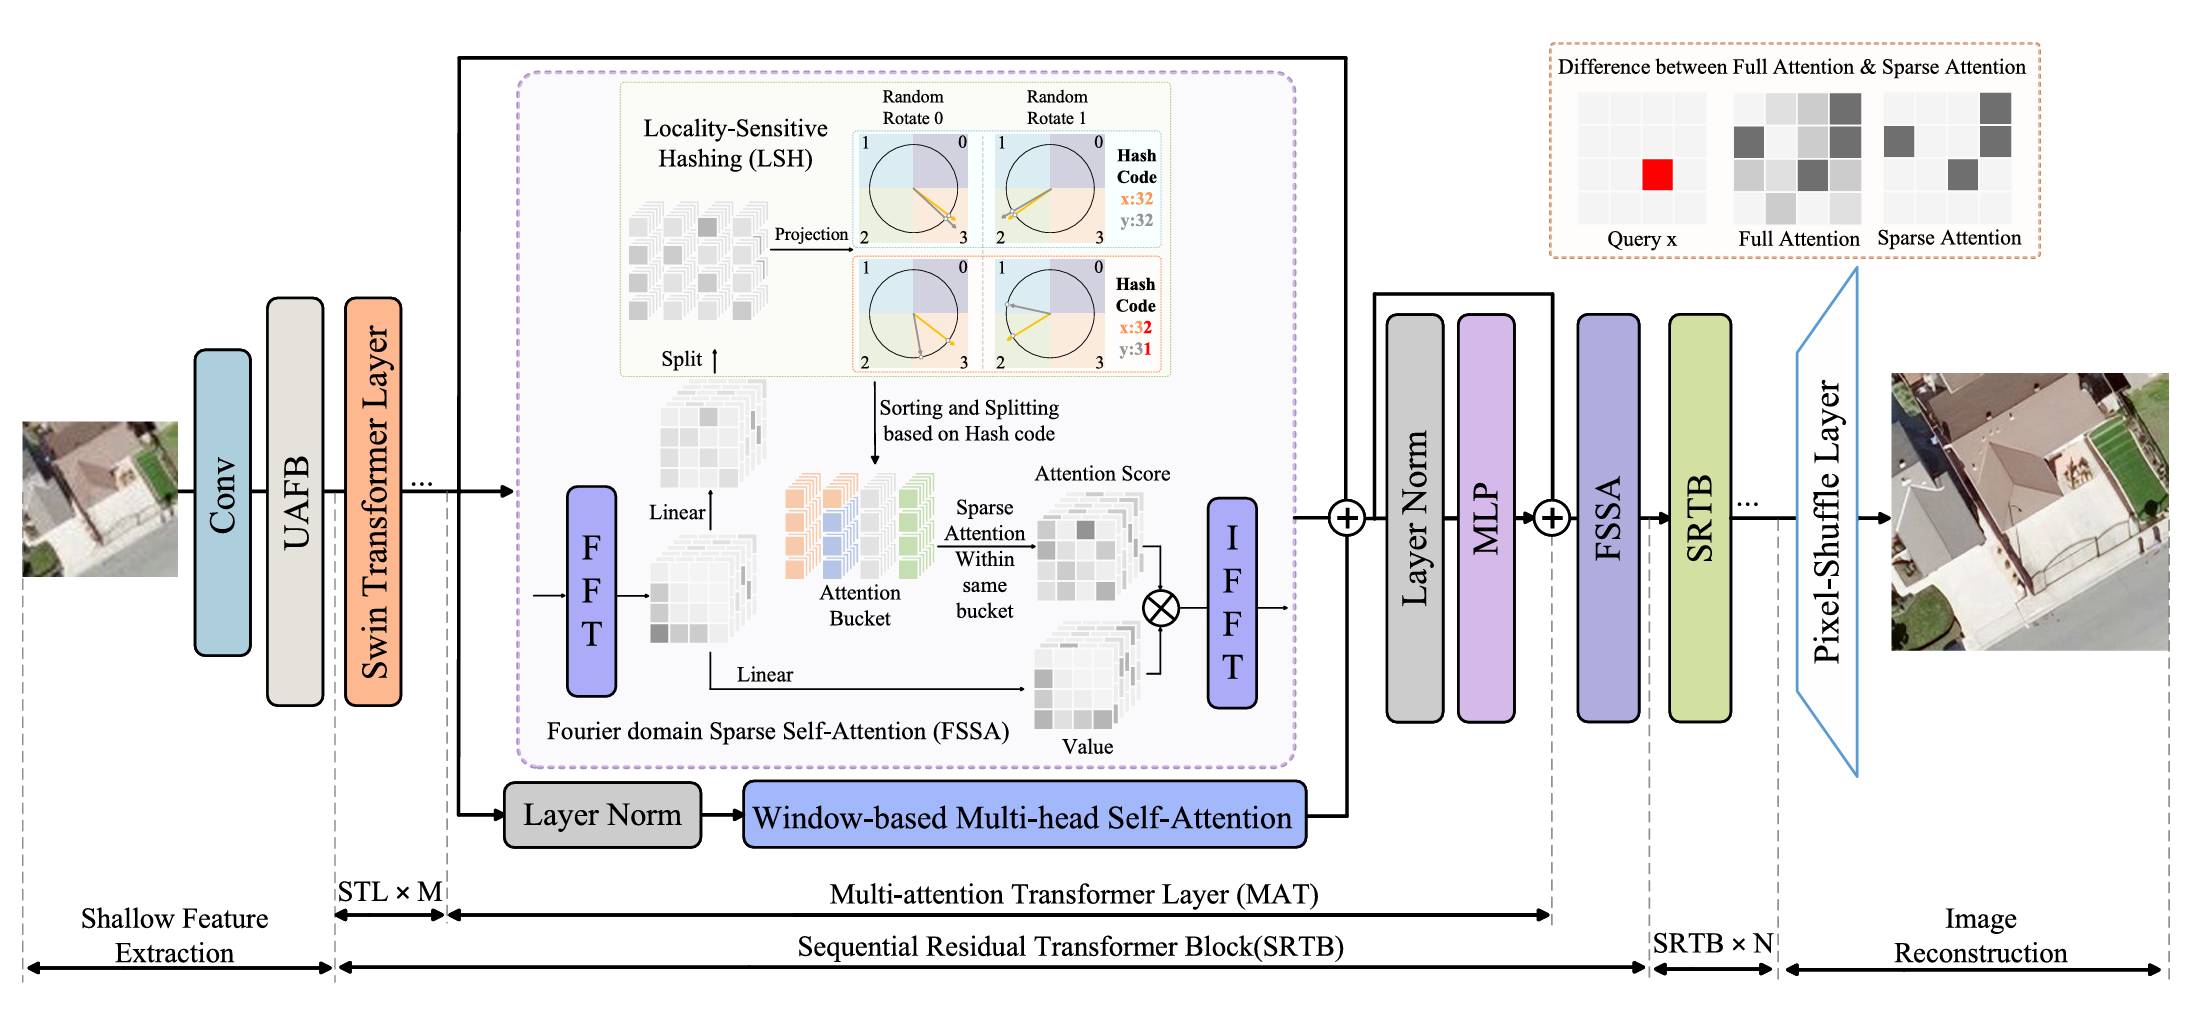 Difference between Full Attention & Sparse Attention
Query x
Full Attention
Sparse Attention
Locality-Sensitive
Hashing (LSH)
Random
Rotate 0
Random
Rotate 1
1
0
2
3
1
0
2
3
Hash
Code
x:32
y:32
Projection
1
0
2
3
1
0
2
3
Hash
Code
x:32
y:31
Split
Sorting and Splitting
based on Hash code
Linear
Attention
Bucket
Sparse
Attention
Within
same
bucket
Attention Score
FFT
Linear
Value
IFFT
Fourier domain Sparse Self-Attention (FSSA)
Conv
UAFB
Swin Transformer Layer
...
Layer Norm
Window-based Multi-head Self-Attention
Layer Norm
MLP
FSSA
SRTB
...
Pixel-Shuffle Layer
Shallow Feature
Extraction
STL × M
Multi-attention Transformer Layer (MAT)
Sequential Residual Transformer Block(SRTB)
SRTB × N
Image
Reconstruction